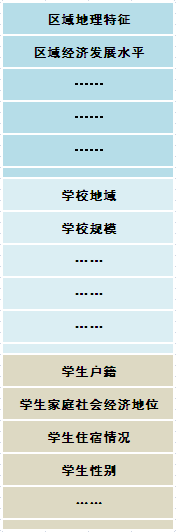 区域地理特征
区域经济发展水平
……
……
……
学校地域
学校规模
……
……
……
学生户籍
学生家庭社会经济地位
学生住宿情况
学生性别
……